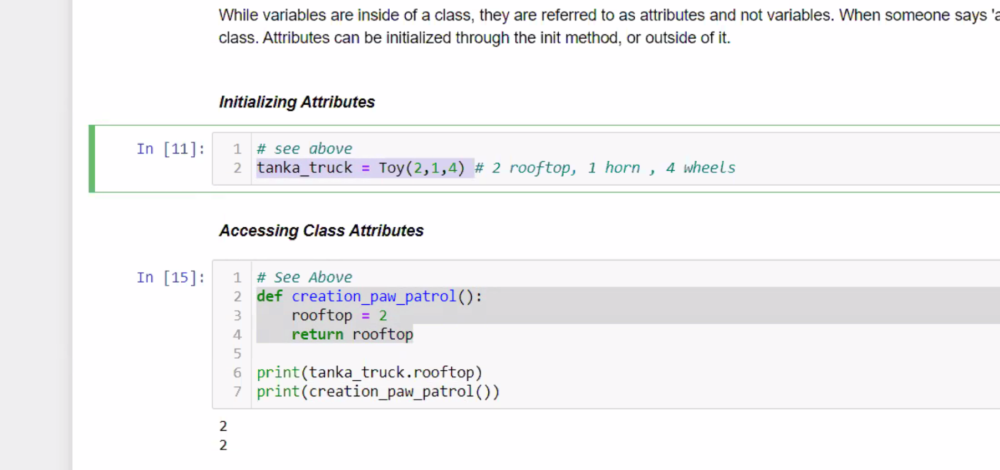 While variables are inside of a class, they are referred to as attributes and not variables. When someone says 'a
class. Attributes can be initialized through the init method, or outside of it.
Initializing Attributes
In [11]:
1 # see above
2 tanka_truck = Toy(2,1,4) # 2 rooftop, 1 horn , 4 wheels
Accessing Class Attributes
In [15]:
1 # See Above
2 def creation_paw_patrol():
3     rooftop = 2
4     return rooftop
5
6 print(tanka_truck.rooftop)
7 print(creation_paw_patrol())
2
2